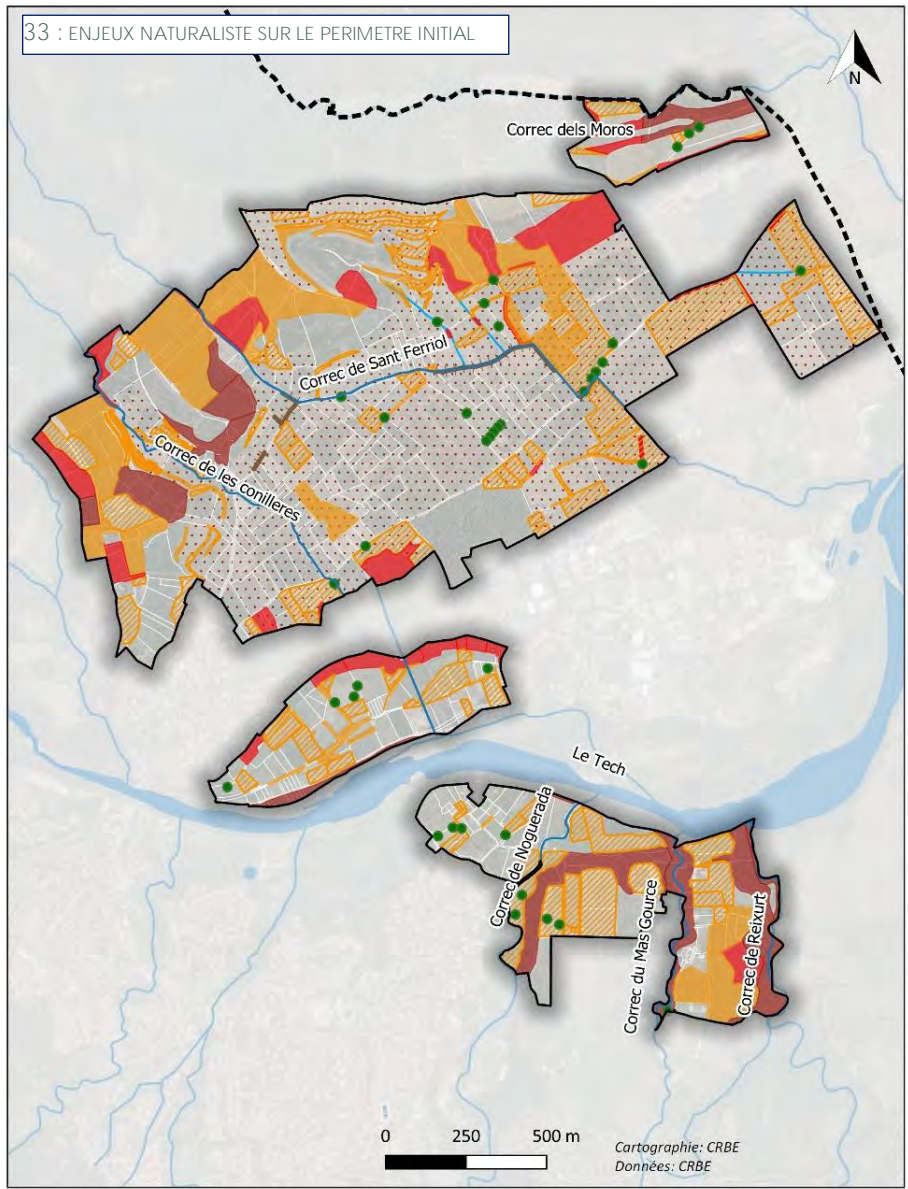 33 : ENJEUX NATURALISTE SUR LE PERIMETRE INITIAL
N
Correc dels Moros
Correc de Sant Ferriol
Correc de les conilleres
Le Tech
Correc de Noguerada
Correc du Mas Gource
Correc de Reixurt
0 250 500 m
Cartographie: CRBE
Données: CRBE